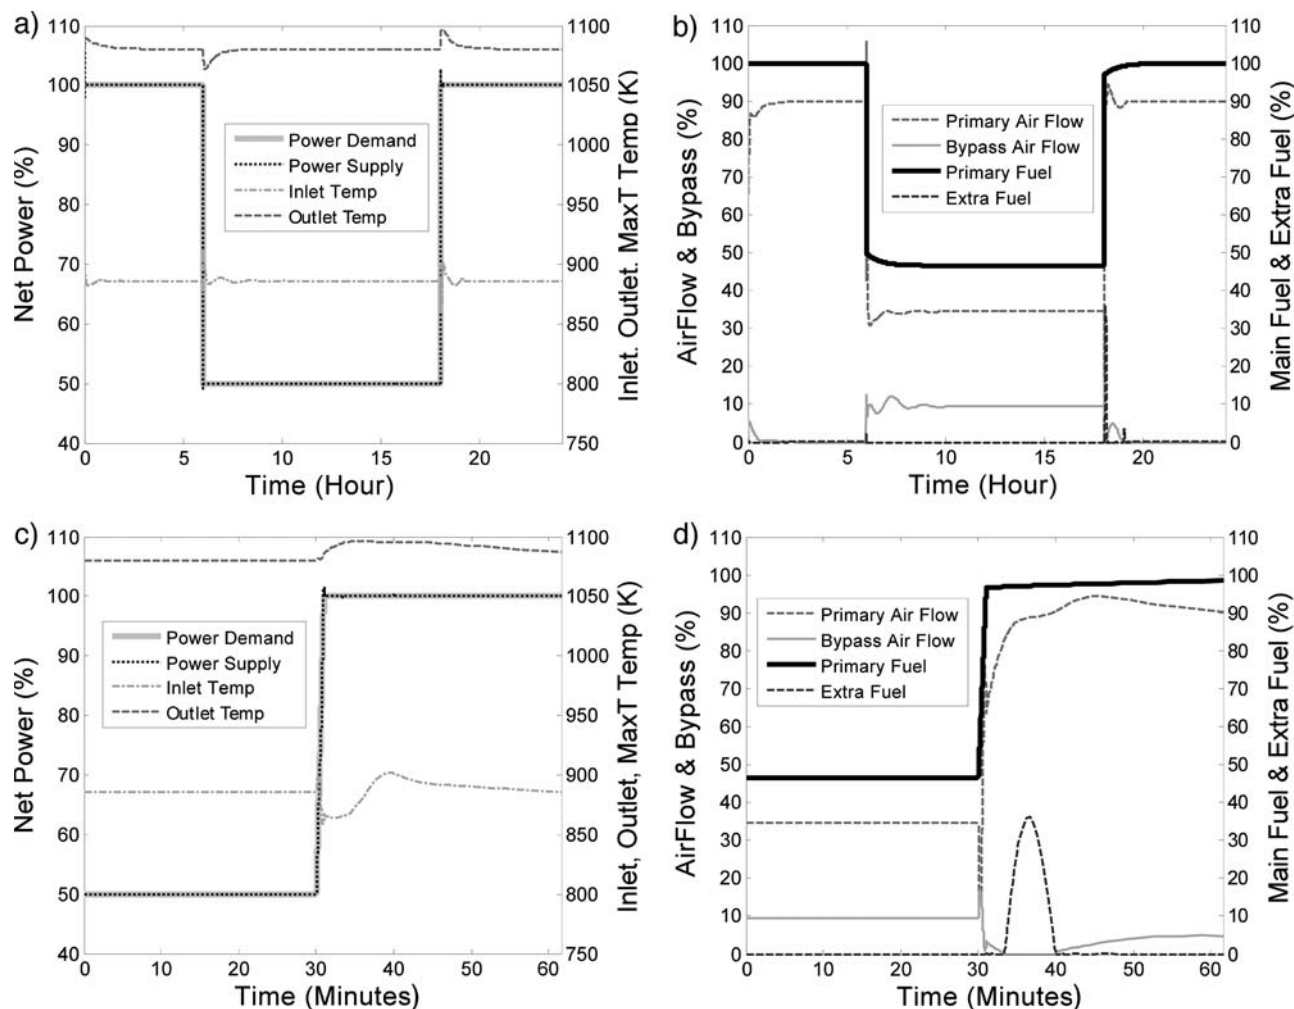 a)
110
100
90
80
70
60
50
40
Net Power (%)
Power Demand
Power Supply
Inlet Temp
Outlet Temp
1100
1050
1000
950
900
850
800
750
Inlet. Outlet. MaxT Temp (K)
0 5 10 15 20
Time (Hour)
b)
110
100
90
80
70
60
50
40
30
20
10
0
AirFlow & Bypass (%)
Primary Air Flow
Bypass Air Flow
Primary Fuel
Extra Fuel
110
100
90
80
70
60
50
40
30
20
10
0
Main Fuel & Extra Fuel (%)
0 5 10 15 20
Time (Hour)
c)
110
100
90
80
70
60
50
40
Net Power (%)
Power Demand
Power Supply
Inlet Temp
Outlet Temp
1100
1050
1000
950
900
850
800
750
Inlet, Outlet, MaxT Temp (K)
0 10 20 30 40 50 60
Time (Minutes)
d)
110
100
90
80
70
60
50
40
30
20
10
0
AirFlow & Bypass (%)
Primary Air Flow
Bypass Air Flow
Primary Fuel
Extra Fuel
110
100
90
80
70
60
50
40
30
20
10
0
Main Fuel & Extra Fuel (%)
0 10 20 30 40 50 60
Time (Minutes)